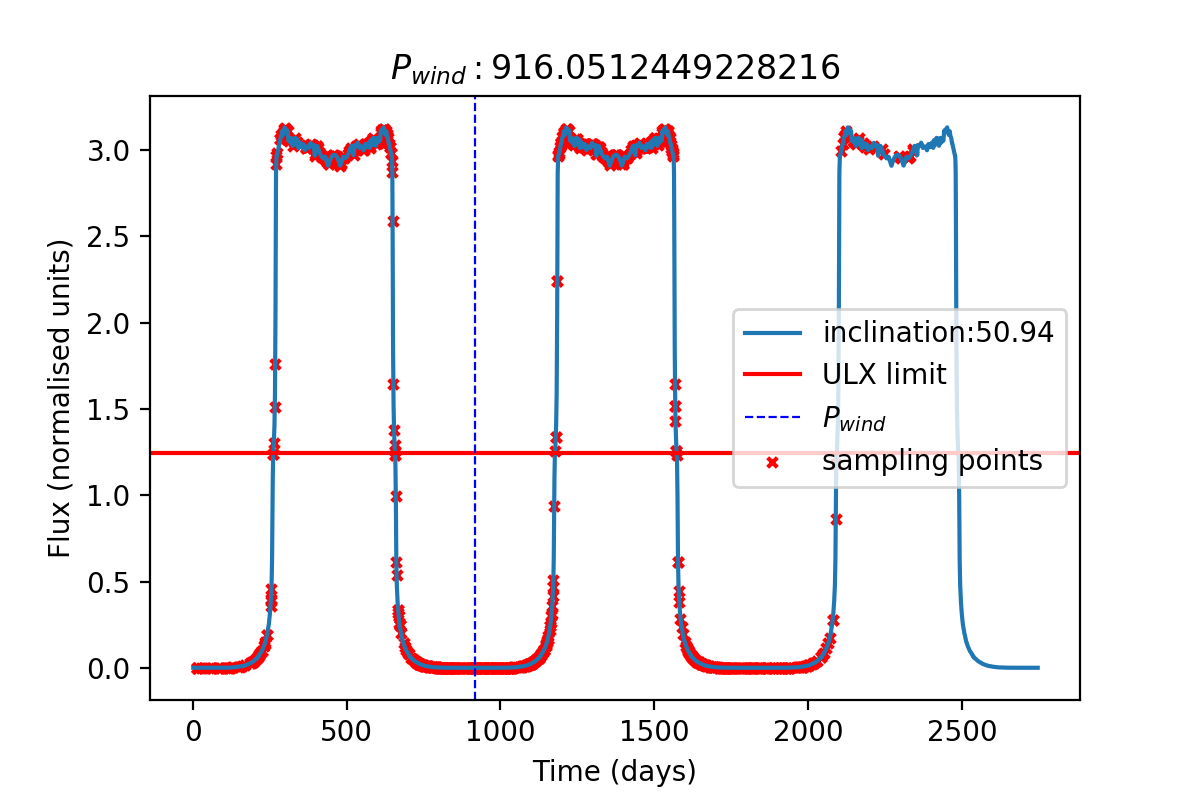 P_wind : 916.0512449228216
Flux (normalised units)
3.0
2.5
2.0
1.5
1.0
0.5
0.0
inclination:50.94
ULX limit
P_wind
sampling points
0
500
1000
1500
2000
2500
Time (days)